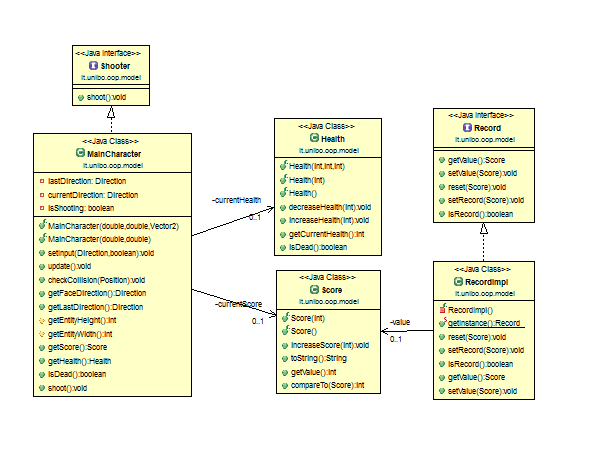 <<Java Interface>>
Shooter
it.unibo.oop.model
shoot():void
<<Java Class>>
MainCharacter
it.unibo.oop.model
lastDirection: Direction
currentDirection: Direction
isShooting: boolean
MainCharacter(double,double,Vector2)
MainCharacter(double,double)
setInput(Direction,boolean):void
update():void
checkCollision(Position):void
getFaceDirection():Direction
getLastDirection():Direction
getEntityHeight():int
getEntityWidth():int
getScore():Score
getHealth():Health
isDead():boolean
shoot():void
-currentHealth
0..1
-currentScore
0..1
<<Java Class>>
Health
it.unibo.oop.model
Health(int,int,int)
Health(int)
Health()
decreaseHealth(int):void
increaseHealth(int):void
getCurrentHealth():int
isDead():boolean
<<Java Class>>
Score
it.unibo.oop.model
Score(int)
Score()
increaseScore(int):void
toString():String
getValue():int
compareTo(Score):int
-value
0..1
<<Java Interface>>
Record
it.unibo.oop.model
getValue():Score
setValue(Score):void
reset(Score):void
setRecord(Score):void
isRecord():boolean
<<Java Class>>
RecordImpl
it.unibo.oop.model
RecordImpl()
getInstance():Record
reset(Score):void
setRecord(Score):void
isRecord():boolean
getValue():Score
setValue(Score):void